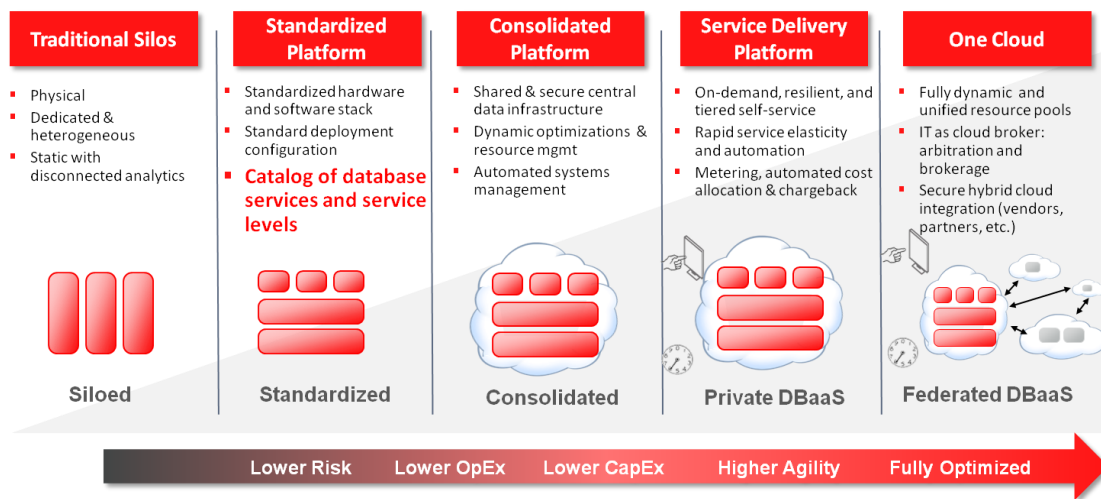 Traditional Silos
Physical
Dedicated &
heterogeneous
Static with
disconnected analytics
Siloed
Standardized
Platform
Standardized hardware
and software stack
Standard deployment
configuration
Catalog of database
services and service
levels
Standardized
Consolidated
Platform
Shared & secure central
data infrastructure
Dynamic optimizations &
resource mgmt
Automated systems
management
Consolidated
Service Delivery
Platform
On-demand, resilient, and
tiered self-service
Rapid service elasticity
and automation
Metering, automated cost
allocation & chargeback
Private DBaaS
One Cloud
Fully dynamic and
unified resource pools
IT as cloud broker:
arbitration and
brokerage
Secure hybrid cloud
integration (vendors,
partners, etc.)
Federated DBaaS
Lower Risk
Lower OpEx
Lower CapEx
Higher Agility
Fully Optimized